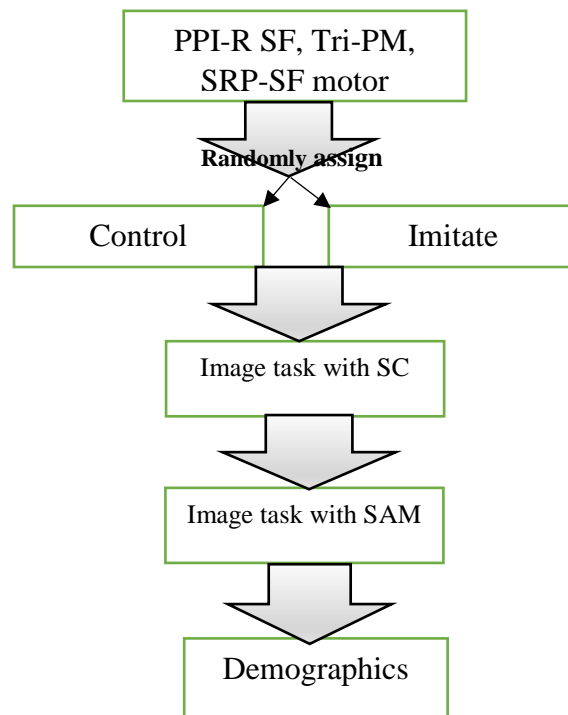 PPI-R SF, Tri-PM,
SRP-SF motor
Randomly assign
Control
Imitate
Image task with SC
Image task with SAM
Demographics